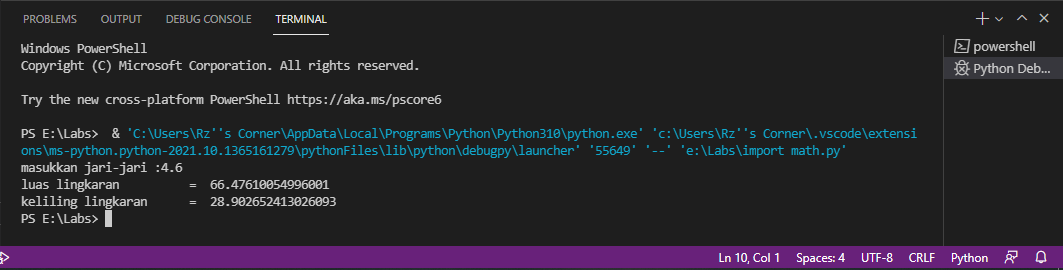 PROBLEMS OUTPUT DEBUG CONSOLE TERMINAL
powershell
Python Deb...
Windows PowerShell
Copyright (C) Microsoft Corporation. All rights reserved.
Try the new cross-platform PowerShell https://aka.ms/pscore6
PS E:\Labs>  & 'C:\Users\Rz''s Corner\AppData\Local\Programs\Python\Python310\python.exe' 'c:\Users\Rz''s Corner\.vscode\extensi
ons\ms-python.python-2021.10.1365161279\pythonFiles\lib\python\debugpy\launcher' '55649' '--' 'e:\Labs\import math.py'
masukkan jari-jari :4.6
luas lingkaran          =  66.47610054996001
keliling lingkaran      =  28.902652413026093
PS E:\Labs>
Ln 10, Col 1 Spaces: 4 UTF-8 CRLF Python